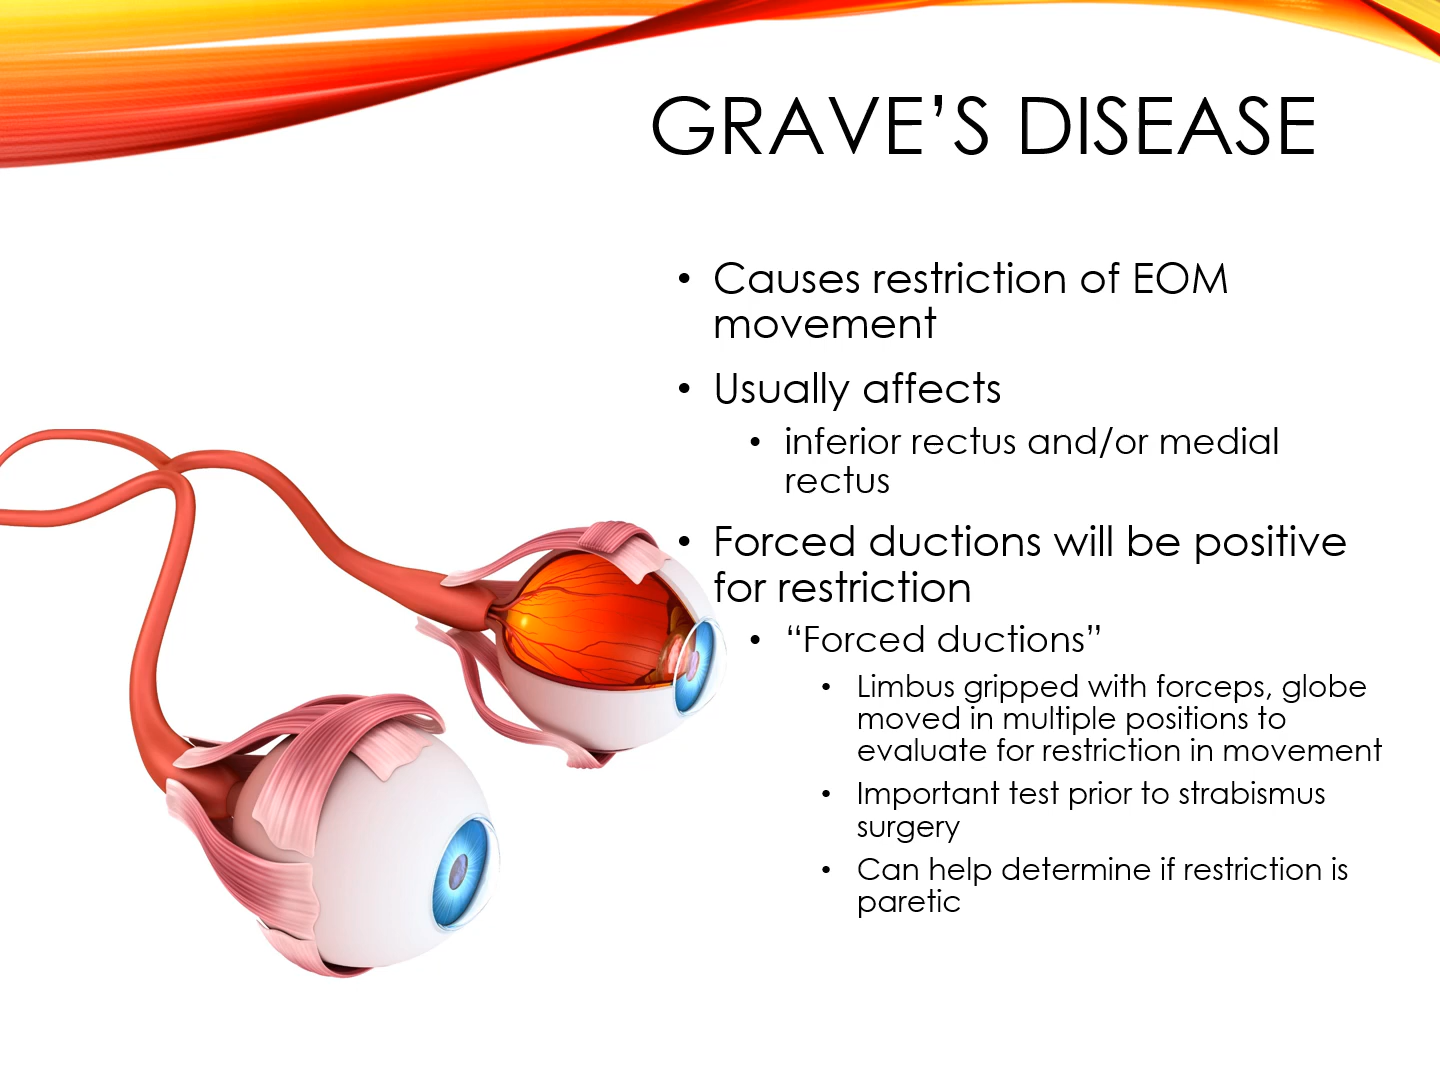 GRAVE’S DISEASE
• Causes restriction of EOM
movement
• Usually affects
• inferior rectus and/or medial
rectus
• Forced ductions will be positive
for restriction
• “Forced ductions”
• Limbus gripped with forceps, globe
moved in multiple positions to
evaluate for restriction in movement
• Important test prior to strabismus
surgery
• Can help determine if restriction is
paretic